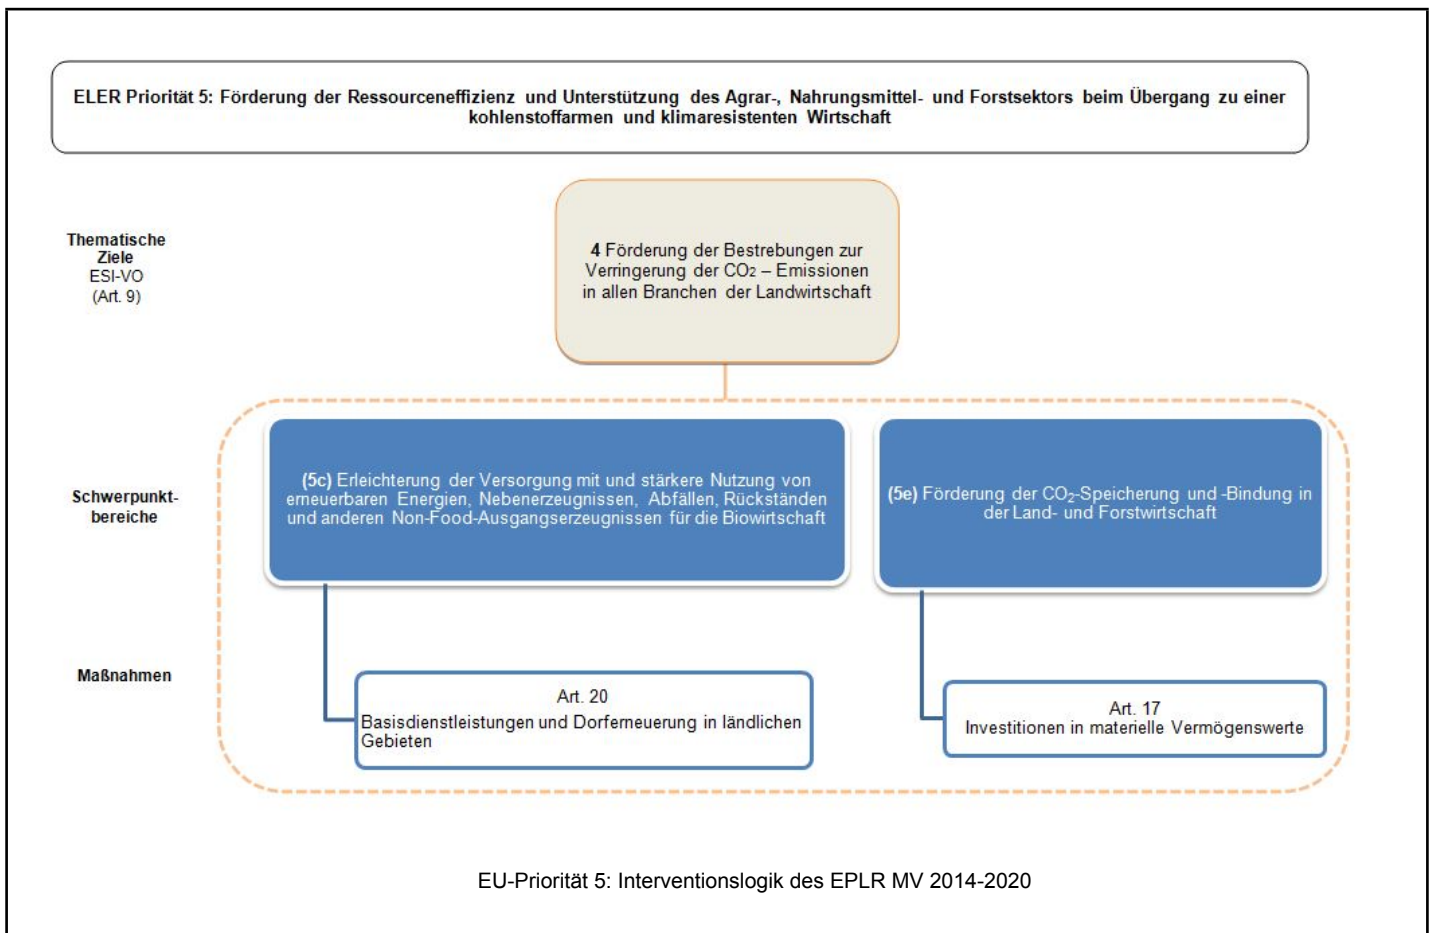 ELER Priorität 5: Förderung der Ressourceneffizienz und Unterstützung des Agrar-, Nahrungsmittel- und Forstsektors beim Übergang zu einer
kohlenstoffarmen und klimaresistenten Wirtschaft
Thematische
Ziele
ESI-VO
(Art. 9)
4 Förderung der Bestrebungen zur
Verringerung der CO2 – Emissionen
in allen Branchen der Landwirtschaft
Schwerpunkt-
bereiche
(5c) Erleichterung der Versorgung mit und stärkere Nutzung von
erneuerbaren Energien, Nebenerzeugnissen, Abfällen, Rückständen
und anderen Non-Food-Ausgangserzeugnissen für die Biowirtschaft
(5e) Förderung der CO₂-Speicherung und -Bindung in
der Land- und Forstwirtschaft
Maßnahmen
Art. 20
Basisdienstleistungen und Dorferneuerung in ländlichen
Gebieten
Art. 17
Investitionen in materielle Vermögenswerte
EU-Priorität 5: Interventionslogik des EPLR MV 2014-2020